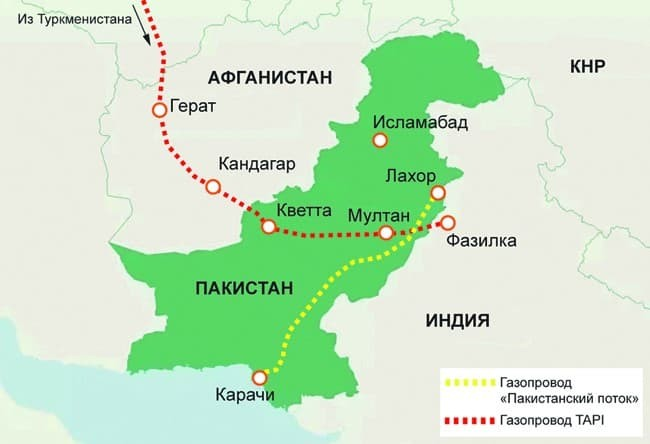 Из Туркменистана
АФГАНИСТАН
КНР
Герат
Исламабад
Кандагар
Лахор
Кветта
Мултан
Фазилка
ПАКИСТАН
ИНДИЯ
Карачи
Газопровод
«Пакистанский поток»
Газопровод TAPI